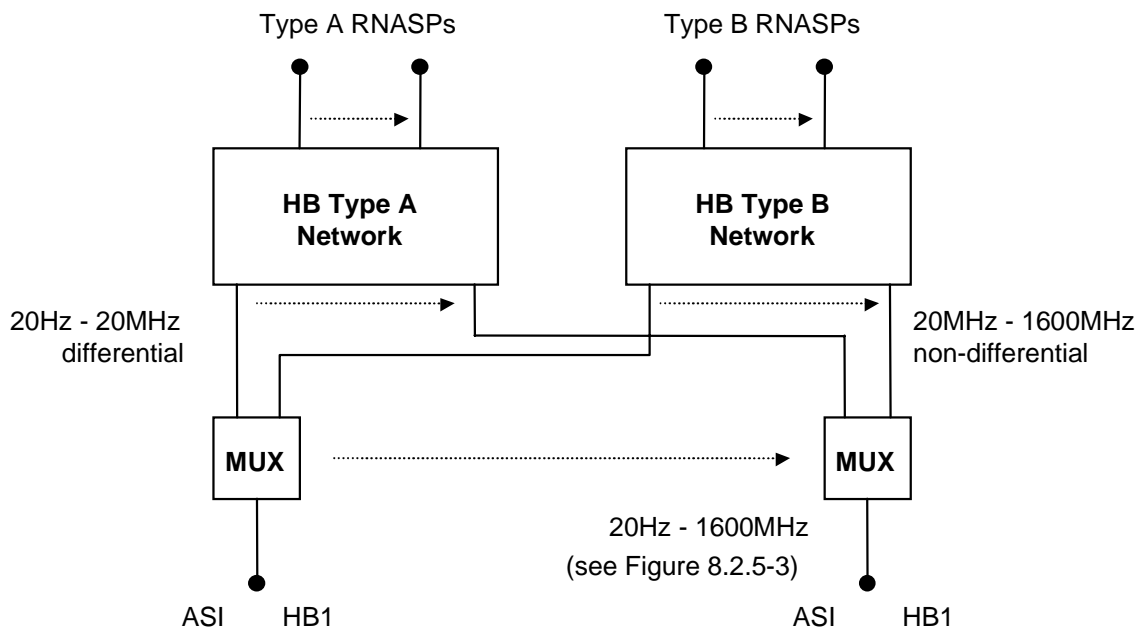 Type A RNASPs
Type B RNASPs
HB Type A
Network
HB Type B
Network
20Hz - 20MHz
differential
20MHz - 1600MHz
non-differential
MUX
MUX
20Hz - 1600MHz
(see Figure 8.2.5-3)
ASI HB1
ASI HB1